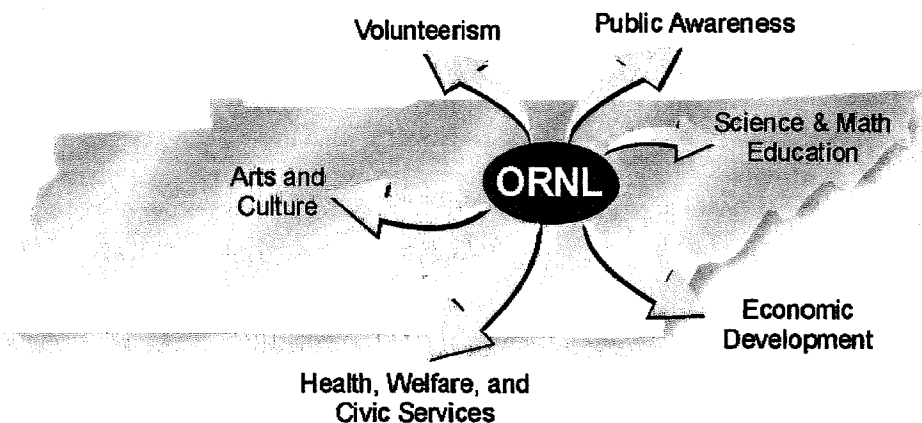 Volunteerism
Public Awareness
Science & Math
Education
ORNL
Arts and
Culture
Economic
Development
Health, Welfare, and
Civic Services